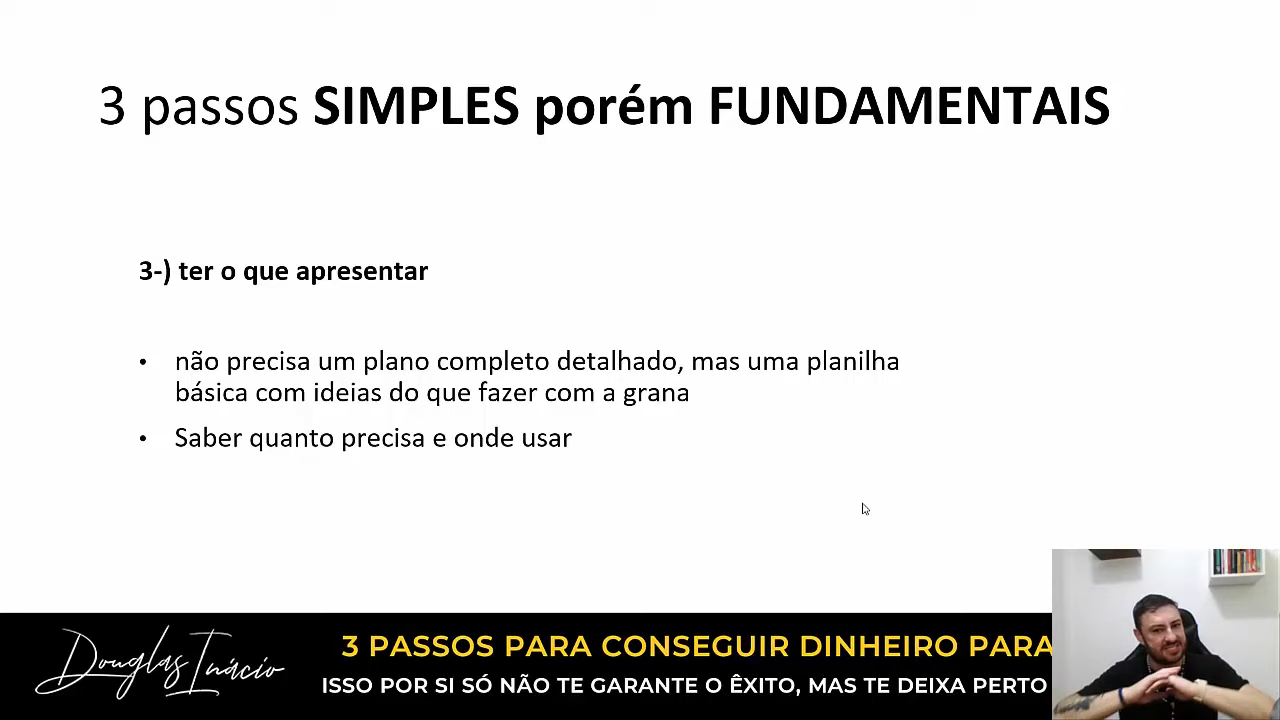 3 passos SIMPLES porém FUNDAMENTAIS
3-) ter o que apresentar
• não precisa um plano completo detalhado, mas uma planilha
básica com ideias do que fazer com a grana
• Saber quanto precisa e onde usar
Douglas Inácio
3 PASSOS PARA CONSEGUIR DINHEIRO PARA
ISSO POR SI SÓ NÃO TE GARANTE O ÊXITO, MAS TE DEIXA PERTO